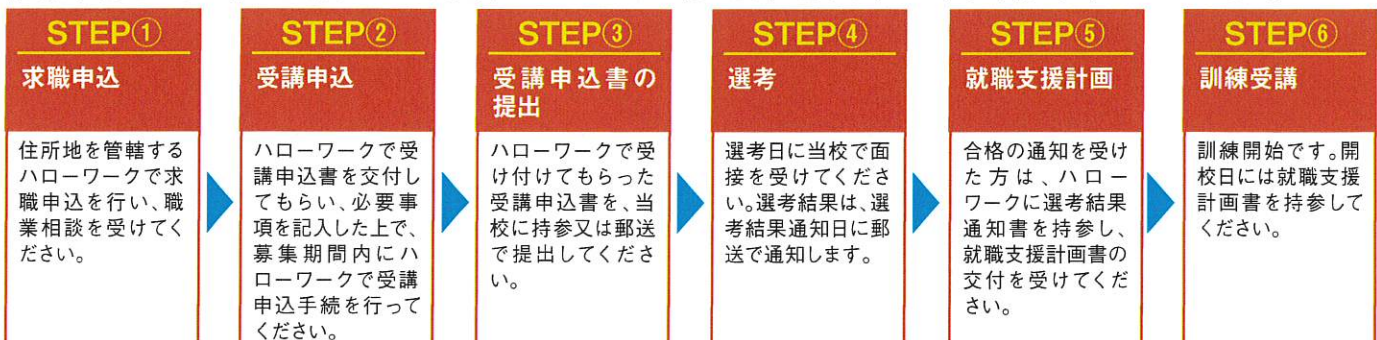 STEP①
求職申込
住所地を管轄する
ハローワークで求
職申込を行い、職
業相談を受けてく
ださい。
STEP②
受講申込
ハローワークで受
講申込書を交付し
てもらい、必要事
項を記入した上で、
募集期間内にハ
ローワークで受講
申込手続を行って
ください。
STEP③
受講申込書の
提出
ハローワークで受
け付けてもらった
受講申込書を、当
校に持参又は郵送
で提出してくださ
い。
STEP④
選考
選考日に当校で面
接を受けてくださ
い。選考結果は、選
考結果通知日に郵
送で通知します。
STEP⑤
就職支援計画
合格の通知を受け
た方は、ハロー
ワークに選考結果
通知書を持参し、
就職支援計画書の
交付を受けてくだ
さい。
STEP⑥
訓練受講
訓練開始です。開
校日には就職支援
計画書を持参して
ください。